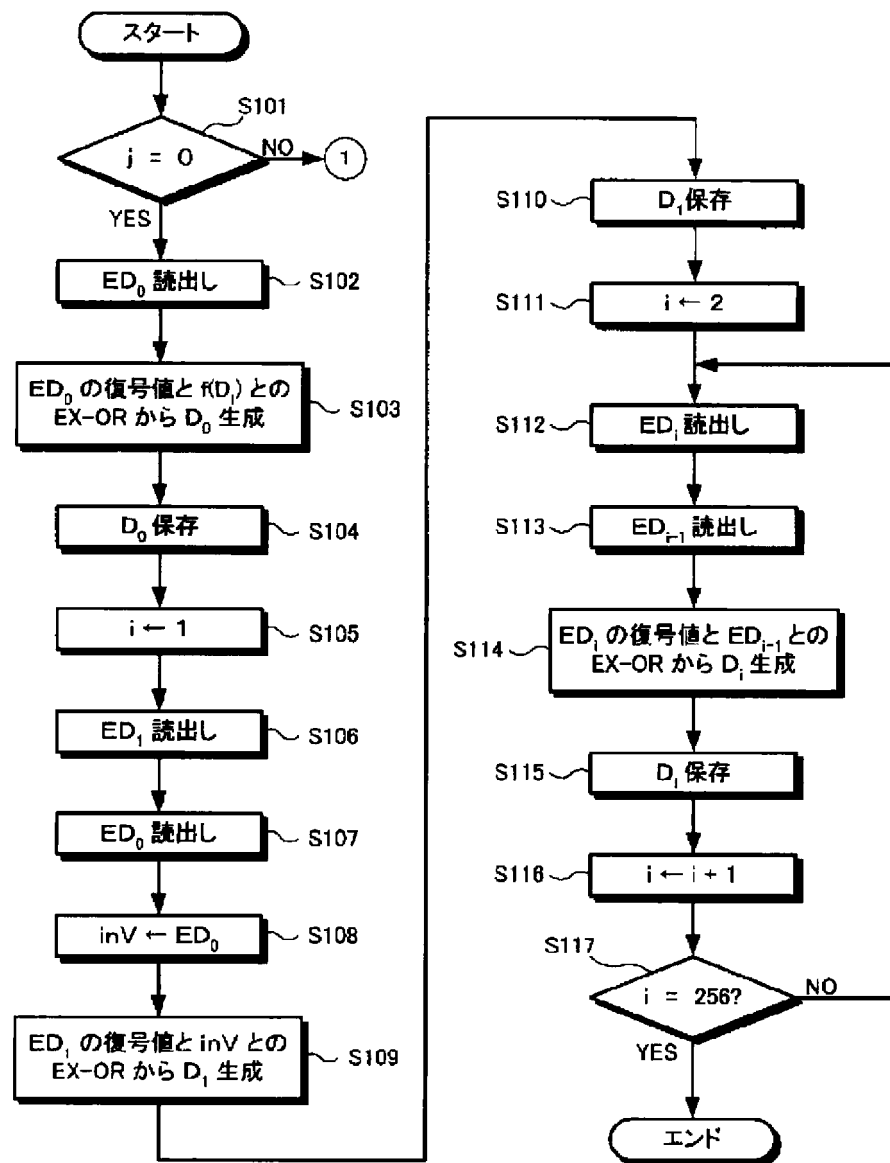 スタート
S101
j = 0
NO
1
YES
ED₀ 読出し
S102
ED₀ の復号値と f(Dᵢ) との
EX-OR から D₀ 生成
S103
D₀ 保存
S104
i ← 1
S105
ED₁ 読出し
S106
ED₀ 読出し
S107
inV ← ED₀
S108
ED₁ の復号値と inV との
EX-OR から D₁ 生成
S109
S110
D₁ 保存
S111
i ← 2
S112
EDᵢ 読出し
S113
EDᵢ₋₁ 読出し
S114
EDᵢ の復号値と EDᵢ₋₁ との
EX-OR から Dᵢ 生成
S115
Dᵢ 保存
S116
i ← i + 1
S117
i = 256?
NO
YES
エンド